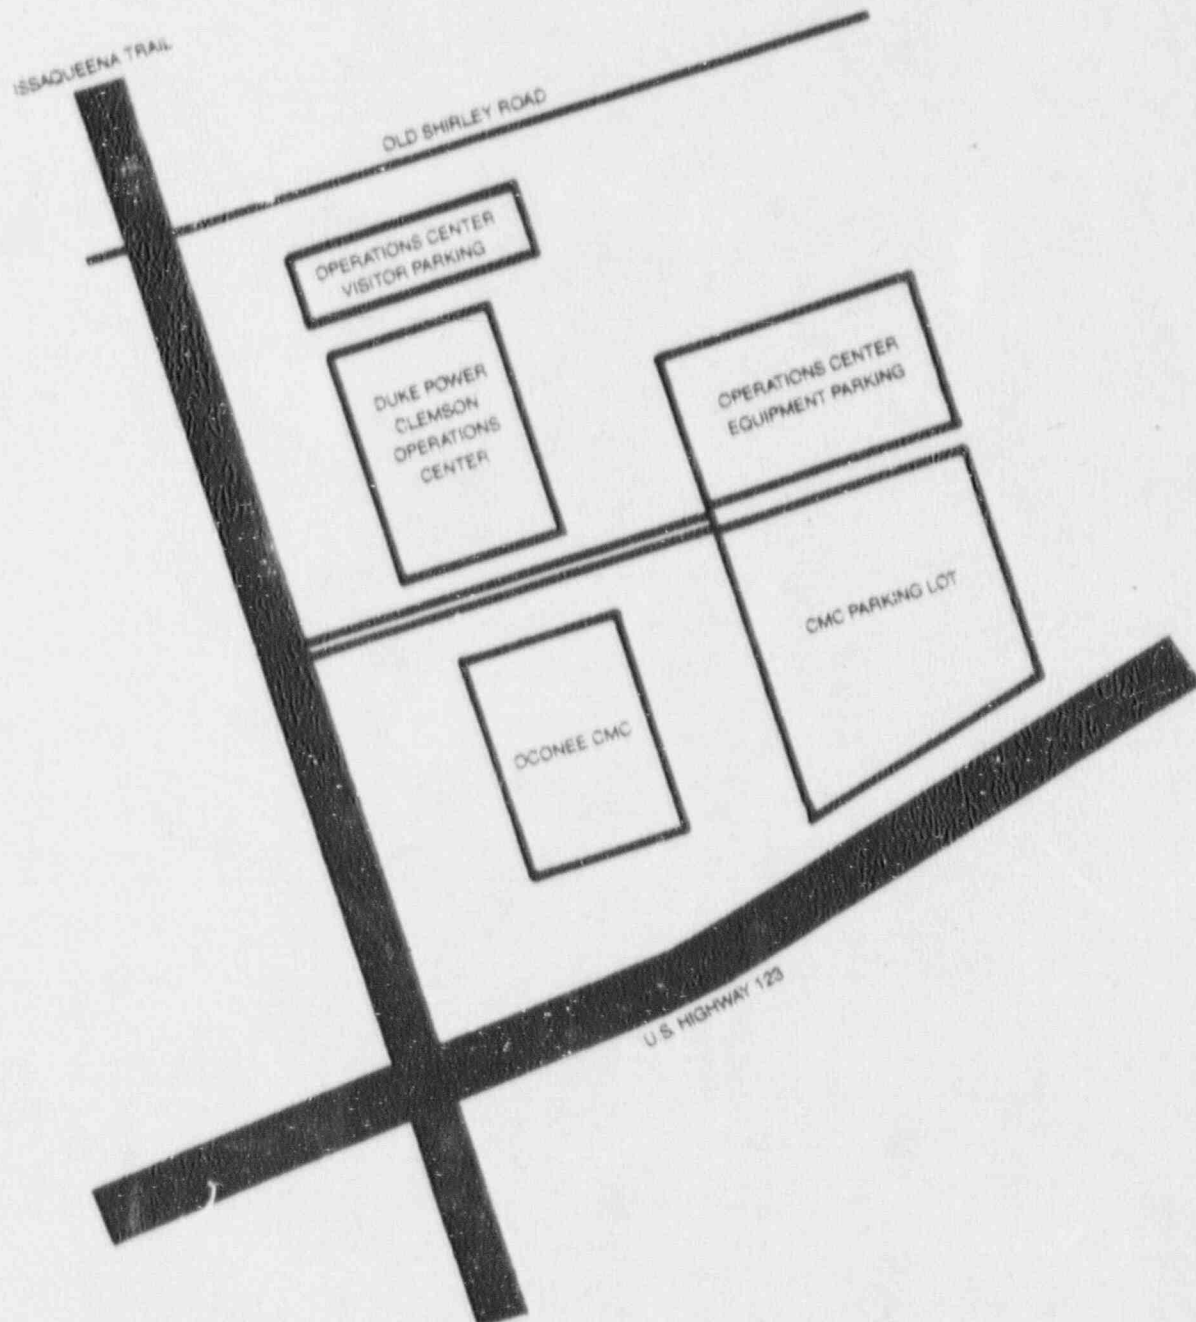 ISSAQUEENA TRAIL
OLD SHIRLEY ROAD
OPERATIONS CENTER
VISITOR PARKING
DUKE POWER
CLEMSON
OPERATIONS
CENTER
OPERATIONS CENTER
EQUIPMENT PARKING
CMC PARKING LOT
OCONEE CMC
U.S. HIGHWAY 123